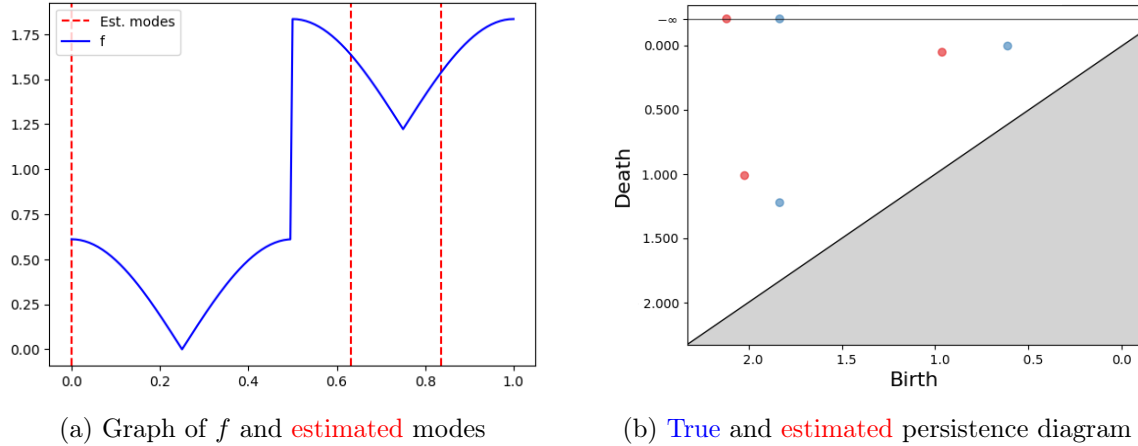 Est. modes
f
1.75
1.50
1.25
1.00
0.75
0.50
0.25
0.00
0.0 0.2 0.4 0.6 0.8 1.0
(a) Graph of f and estimated modes
−∞
0.000
0.500
1.000
1.500
2.000
Death
2.0 1.5 1.0 0.5 0.0
Birth
(b) True and estimated persistence diagram